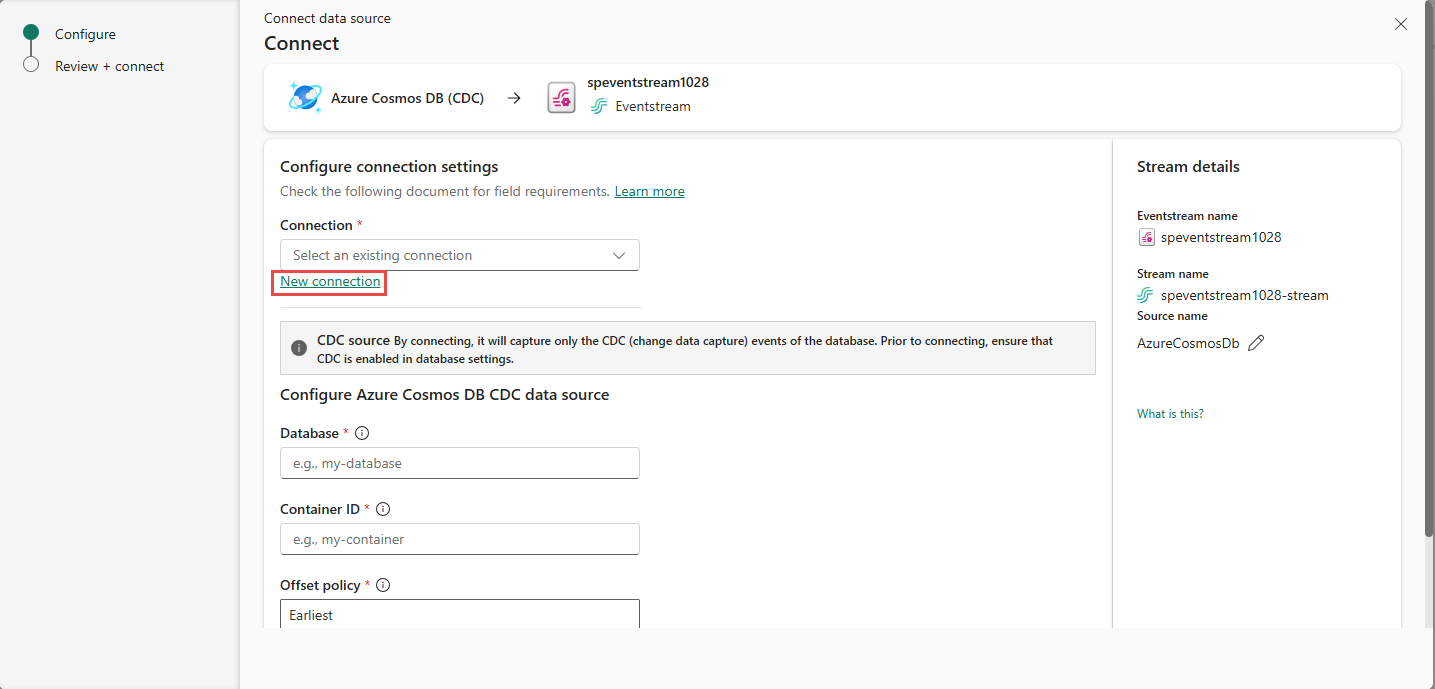 Configure
Review + connect
Connect data source
Connect
Azure Cosmos DB (CDC)
speventstream1028
Eventstream
Configure connection settings
Check the following document for field requirements. Learn more
Connection *
Select an existing connection
New connection
CDC source By connecting, it will capture only the CDC (change data capture) events of the database. Prior to connecting, ensure that
CDC is enabled in database settings.
Configure Azure Cosmos DB CDC data source
Database *
e.g., my-database
Container ID *
e.g., my-container
Offset policy *
Earliest
Stream details
Eventstream name
speventstream1028
Stream name
speventstream1028-stream
Source name
AzureCosmosDb
What is this?